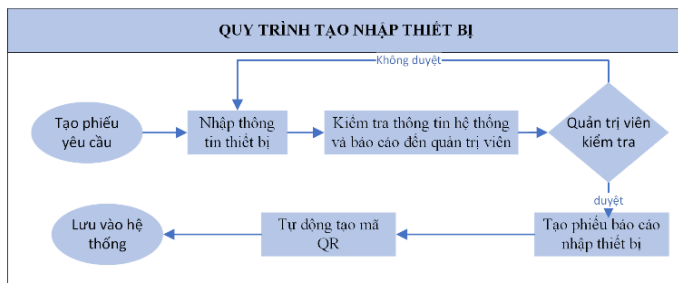 QUY TRÌNH TẠO NHẬP THIẾT BỊ
Không duyệt
Tạo phiếu
yêu cầu
Nhập thông
tin thiết bị
Kiểm tra thông tin hệ thống
và báo cáo đến quản trị viên
Quản trị viên
kiểm tra
duyệt
Tạo phiếu báo cáo
nhập thiết bị
Tự động tạo mã
QR
Lưu vào hệ
thống